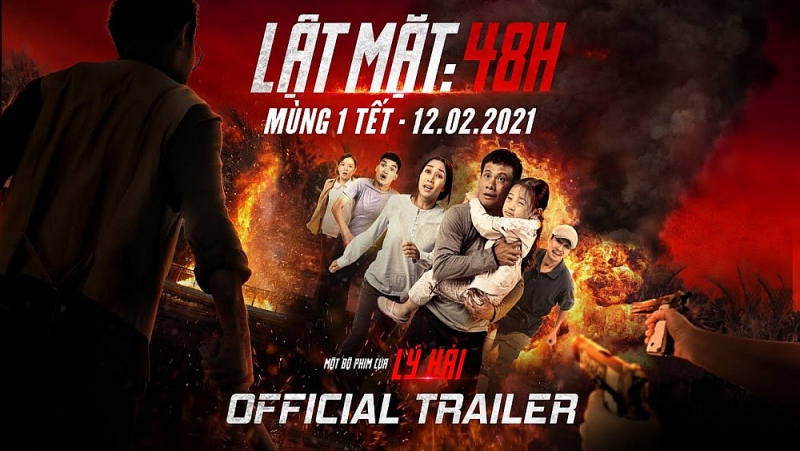 LẬT MẶT: 48H
MÙNG 1 TẾT - 12.02.2021
MỘT BỘ PHIM CỦA LÝ HẢI
OFFICIAL TRAILER